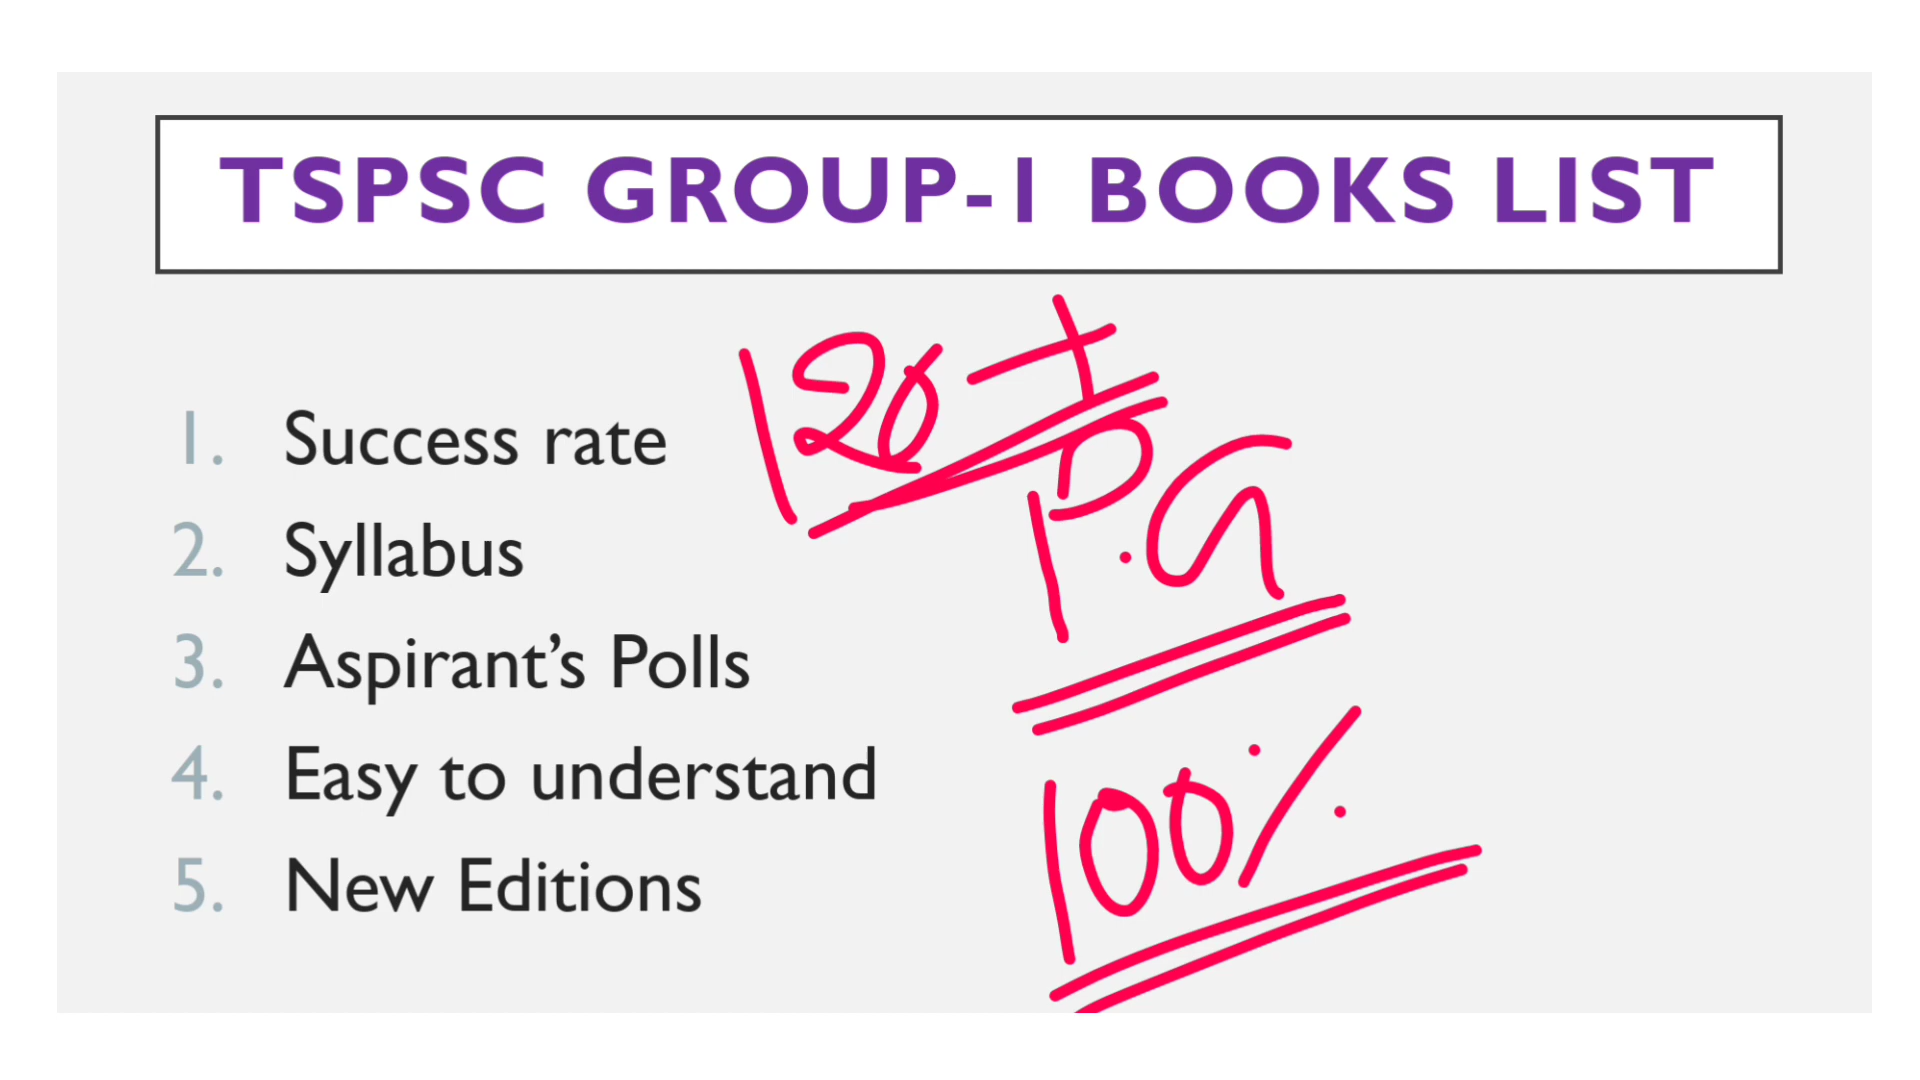 TSPSC GROUP-1 BOOKS LIST
120+
1. Success rate
P.G
2. Syllabus
3. Aspirant’s Polls
4. Easy to understand
100%
5. New Editions